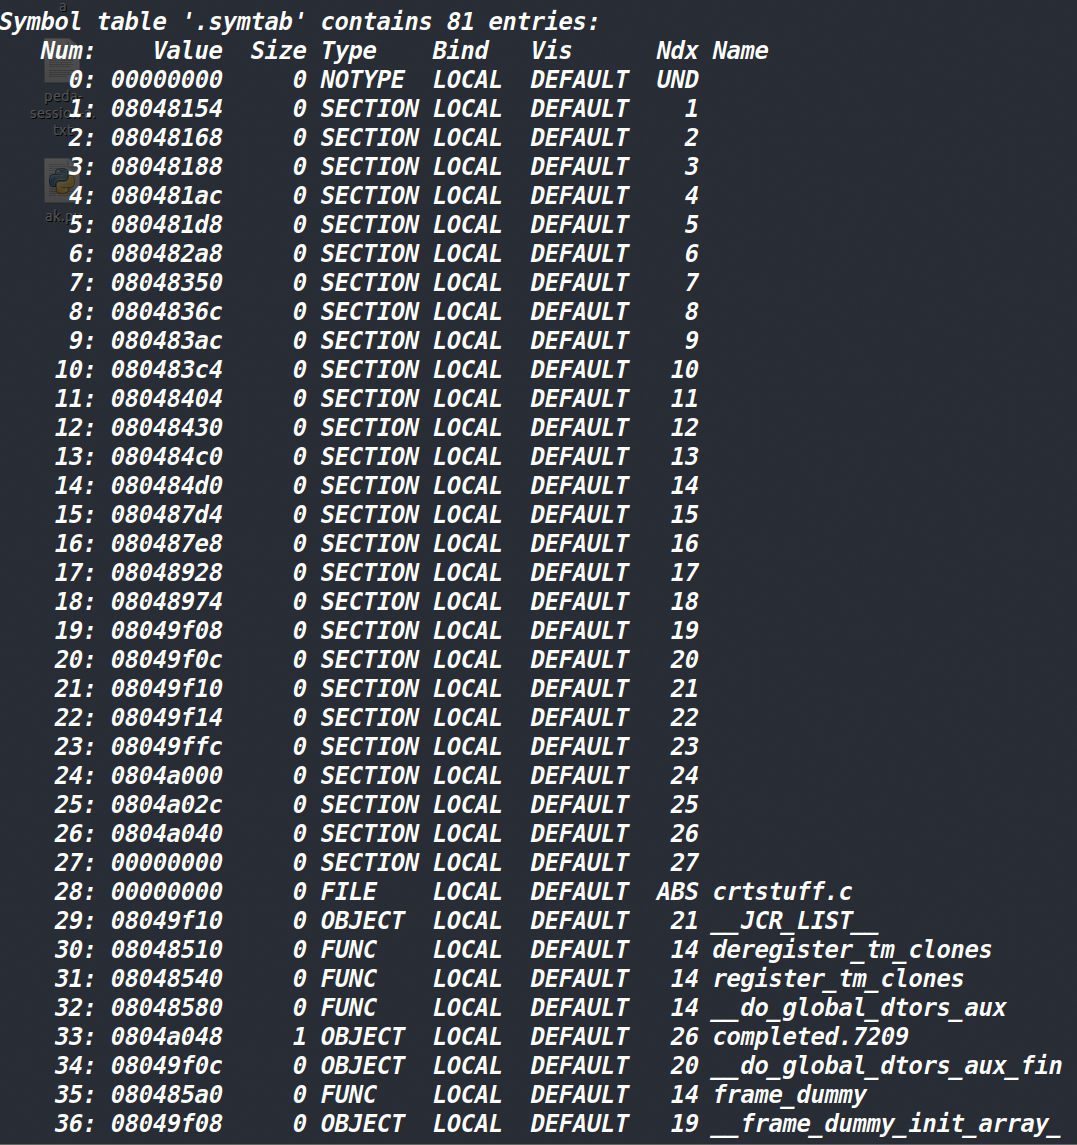 Symbol table '.symtab' contains 81 entries:
Num: Value Size Type Bind Vis Ndx Name
0: 00000000 0 NOTYPE LOCAL DEFAULT UND
1: 08048154 0 SECTION LOCAL DEFAULT 1
2: 08048168 0 SECTION LOCAL DEFAULT 2
3: 08048188 0 SECTION LOCAL DEFAULT 3
4: 080481ac 0 SECTION LOCAL DEFAULT 4
5: 080481d8 0 SECTION LOCAL DEFAULT 5
6: 080482a8 0 SECTION LOCAL DEFAULT 6
7: 08048350 0 SECTION LOCAL DEFAULT 7
8: 0804836c 0 SECTION LOCAL DEFAULT 8
9: 080483ac 0 SECTION LOCAL DEFAULT 9
10: 080483c4 0 SECTION LOCAL DEFAULT 10
11: 08048404 0 SECTION LOCAL DEFAULT 11
12: 08048430 0 SECTION LOCAL DEFAULT 12
13: 080484c0 0 SECTION LOCAL DEFAULT 13
14: 080484d0 0 SECTION LOCAL DEFAULT 14
15: 080487d4 0 SECTION LOCAL DEFAULT 15
16: 080487e8 0 SECTION LOCAL DEFAULT 16
17: 08048928 0 SECTION LOCAL DEFAULT 17
18: 08048974 0 SECTION LOCAL DEFAULT 18
19: 08049f08 0 SECTION LOCAL DEFAULT 19
20: 08049f0c 0 SECTION LOCAL DEFAULT 20
21: 08049f10 0 SECTION LOCAL DEFAULT 21
22: 08049f14 0 SECTION LOCAL DEFAULT 22
23: 08049ffc 0 SECTION LOCAL DEFAULT 23
24: 0804a000 0 SECTION LOCAL DEFAULT 24
25: 0804a02c 0 SECTION LOCAL DEFAULT 25
26: 0804a040 0 SECTION LOCAL DEFAULT 26
27: 00000000 0 SECTION LOCAL DEFAULT 27
28: 00000000 0 FILE LOCAL DEFAULT ABS crtstuff.c
29: 08049f10 0 OBJECT LOCAL DEFAULT 21 __JCR_LIST__
30: 08048510 0 FUNC LOCAL DEFAULT 14 deregister_tm_clones
31: 08048540 0 FUNC LOCAL DEFAULT 14 register_tm_clones
32: 08048580 0 FUNC LOCAL DEFAULT 14 __do_global_dtors_aux
33: 0804a048 1 OBJECT LOCAL DEFAULT 26 completed.7209
34: 08049f0c 0 OBJECT LOCAL DEFAULT 20 __do_global_dtors_aux_fin
35: 080485a0 0 FUNC LOCAL DEFAULT 14 frame_dummy
36: 08049f08 0 OBJECT LOCAL DEFAULT 19 __frame_dummy_init_array_